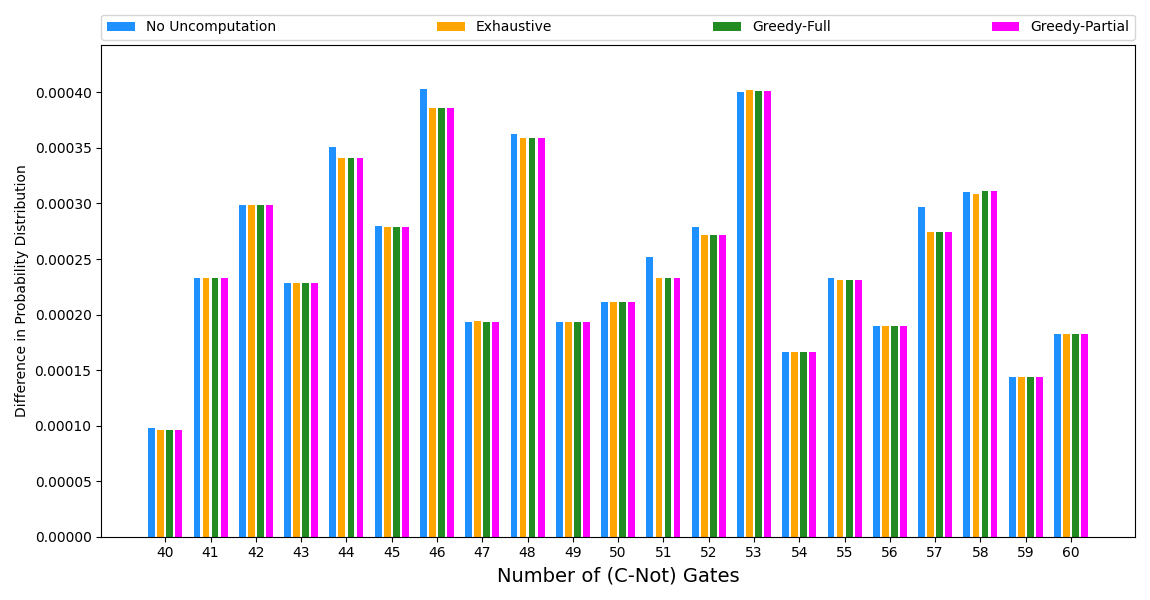 No Uncomputation Exhaustive Greedy-Full Greedy-Partial
Difference in Probability Distribution
0.00040
0.00035
0.00030
0.00025
0.00020
0.00015
0.00010
0.00005
0.00000
40 41 42 43 44 45 46 47 48 49 50 51 52 53 54 55 56 57 58 59 60
Number of (C-Not) Gates